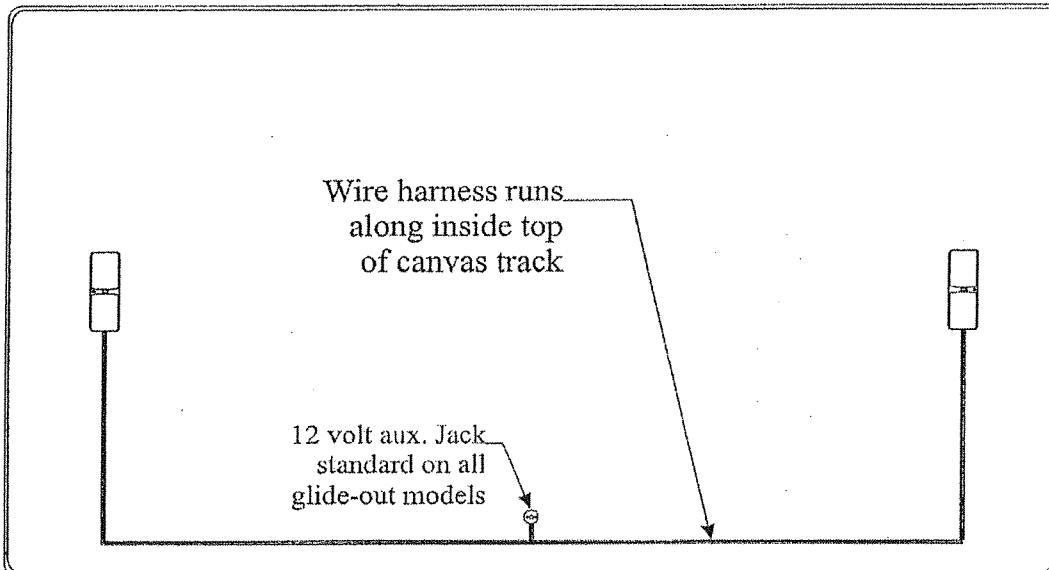 Wire harness runs
along inside top
of canvas track
12 volt aux. Jack
standard on all
glide-out models